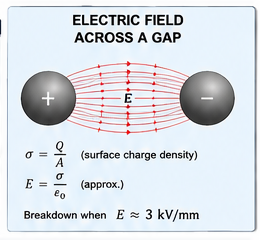 ELECTRIC FIELD
ACROSS A GAP
+ E −
σ = Q/A (surface charge density)
E = σ/ε₀ (approx.)
Breakdown when E ≈ 3 kV/mm